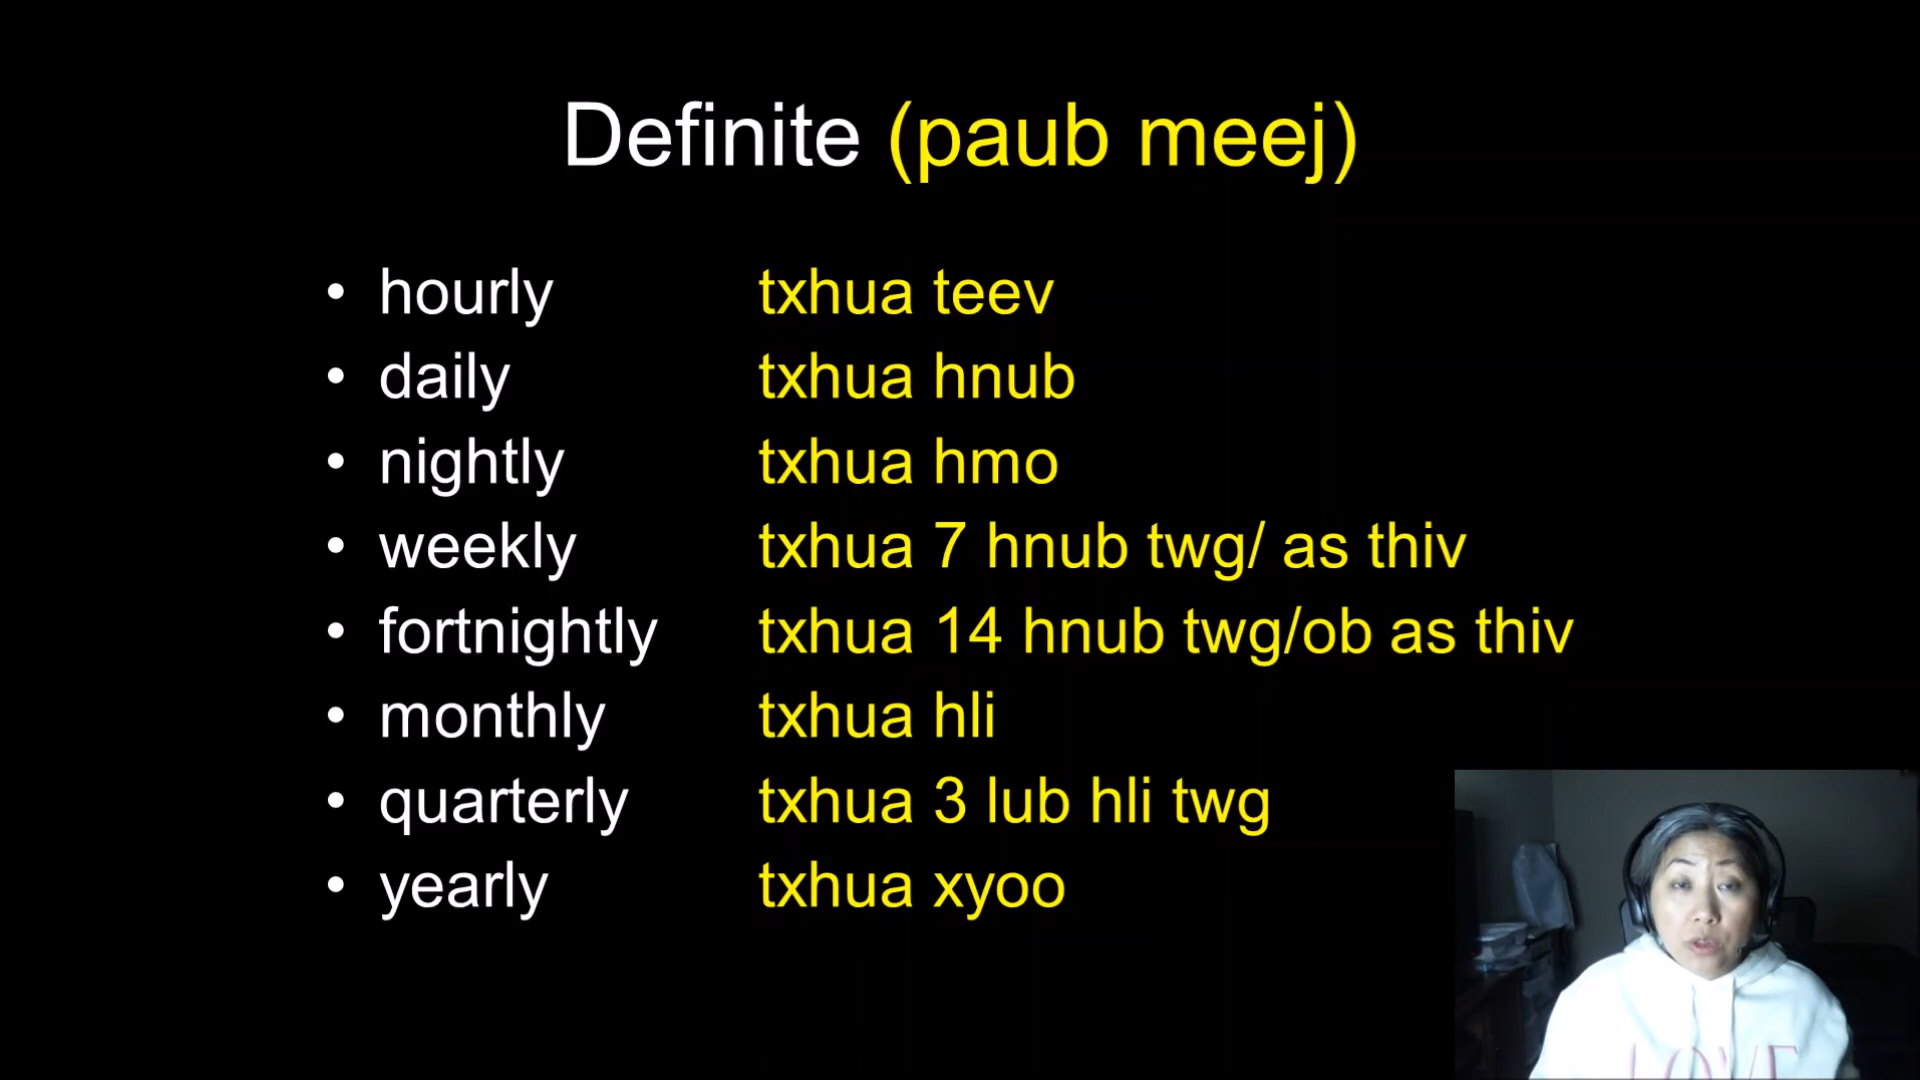 Definite (paub meej)
• hourly txhua teev
• daily txhua hnub
• nightly txhua hmo
• weekly txhua 7 hnub twg/ as thiv
• fortnightly txhua 14 hnub twg/ob as thiv
• monthly txhua hli
• quarterly txhua 3 lub hli twg
• yearly txhua xyoo
LOVE